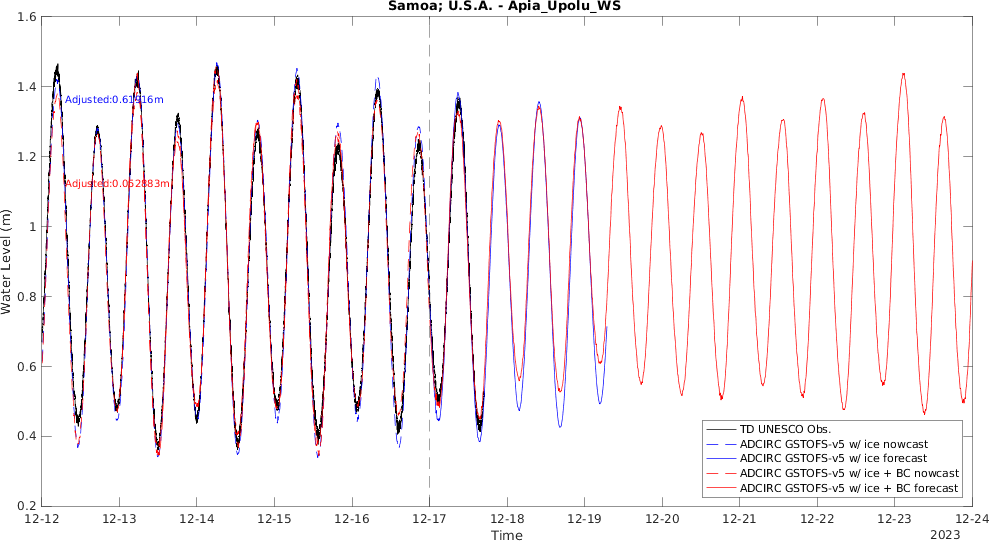 Samoa; U.S.A. - Apia_Upolu_WS
1.6
1.4
1.2
1
0.8
0.6
0.4
0.2
Water Level (m)
Adjusted:0.61916m
Adjusted:0.052883m
TD UNESCO Obs.
ADCIRC GSTOFS-v5 w/ ice nowcast
ADCIRC GSTOFS-v5 w/ ice forecast
ADCIRC GSTOFS-v5 w/ ice + BC nowcast
ADCIRC GSTOFS-v5 w/ ice + BC forecast
12-12 12-13 12-14 12-15 12-16 12-17 12-18 12-19 12-20 12-21 12-22 12-23 12-24
Time
2023